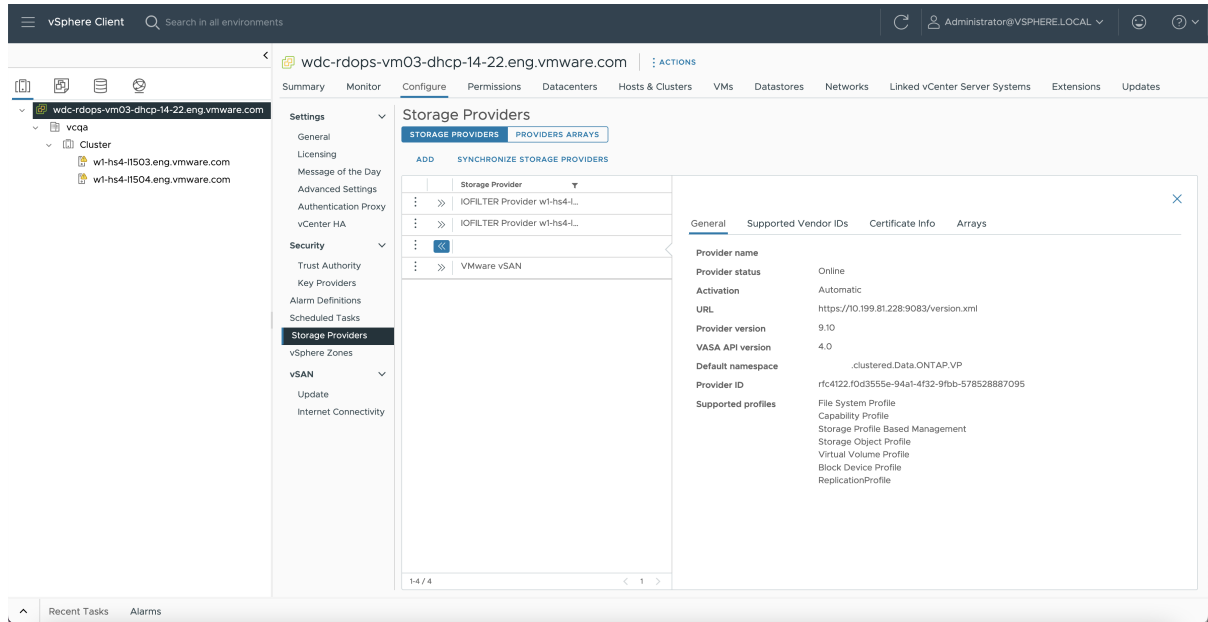 vSphere Client
Search in all environments
Administrator@VSPHERE.LOCAL
wdc-rdops-vm03-dhcp-14-22.eng.vmware.com
vcqa
Cluster
w1-hs4-l1503.eng.vmware.com
w1-hs4-l1504.eng.vmware.com
wdc-rdops-vm03-dhcp-14-22.eng.vmware.com
ACTIONS
Summary Monitor Configure Permissions Datacenters Hosts & Clusters VMs Datastores Networks Linked vCenter Server Systems Extensions Updates
Settings
General
Licensing
Message of the Day
Advanced Settings
Authentication Proxy
vCenter HA
Security
Trust Authority
Key Providers
Alarm Definitions
Scheduled Tasks
Storage Providers
vSphere Zones
vSAN
Update
Internet Connectivity
Storage Providers
STORAGE PROVIDERS PROVIDERS ARRAYS
ADD SYNCHRONIZE STORAGE PROVIDERS
Storage Provider
IOFILTER Provider w1-hs4-l...
IOFILTER Provider w1-hs4-l...
VMware vSAN
1-4 / 4
1
General Supported Vendor IDs Certificate Info Arrays
Provider name
Provider status Online
Activation Automatic
URL https://10.199.81.228:9083/version.xml
Provider version 9.10
VASA API version 4.0
Default namespace .clustered.Data.ONTAP.VP
Provider ID rfc4122.f0d3555e-94a1-4f32-9fbb-578528887095
Supported profiles File System Profile
Capability Profile
Storage Profile Based Management
Storage Object Profile
Virtual Volume Profile
Block Device Profile
ReplicationProfile
Recent Tasks Alarms